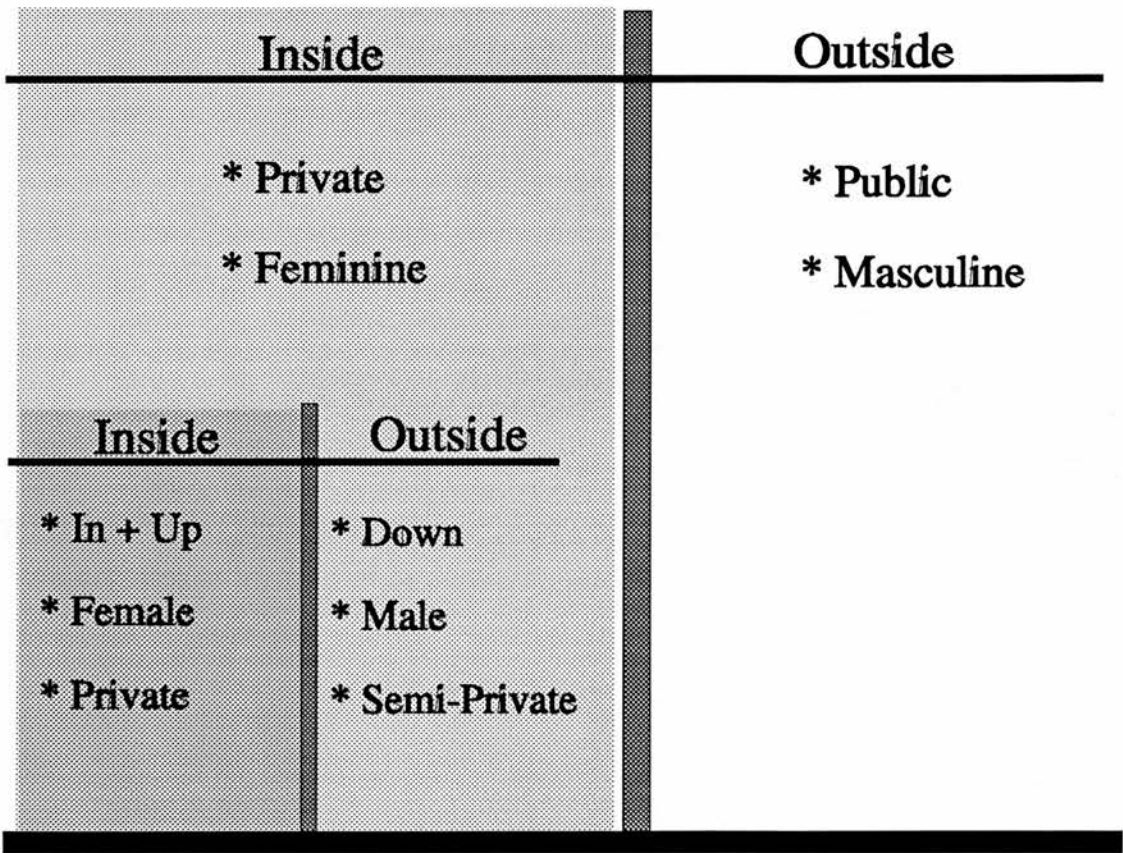 Inside
Outside
* Private
* Public
* Feminine
* Masculine
Inside
Outside
* In + Up
* Down
* Female
* Male
* Private
* Semi-Private